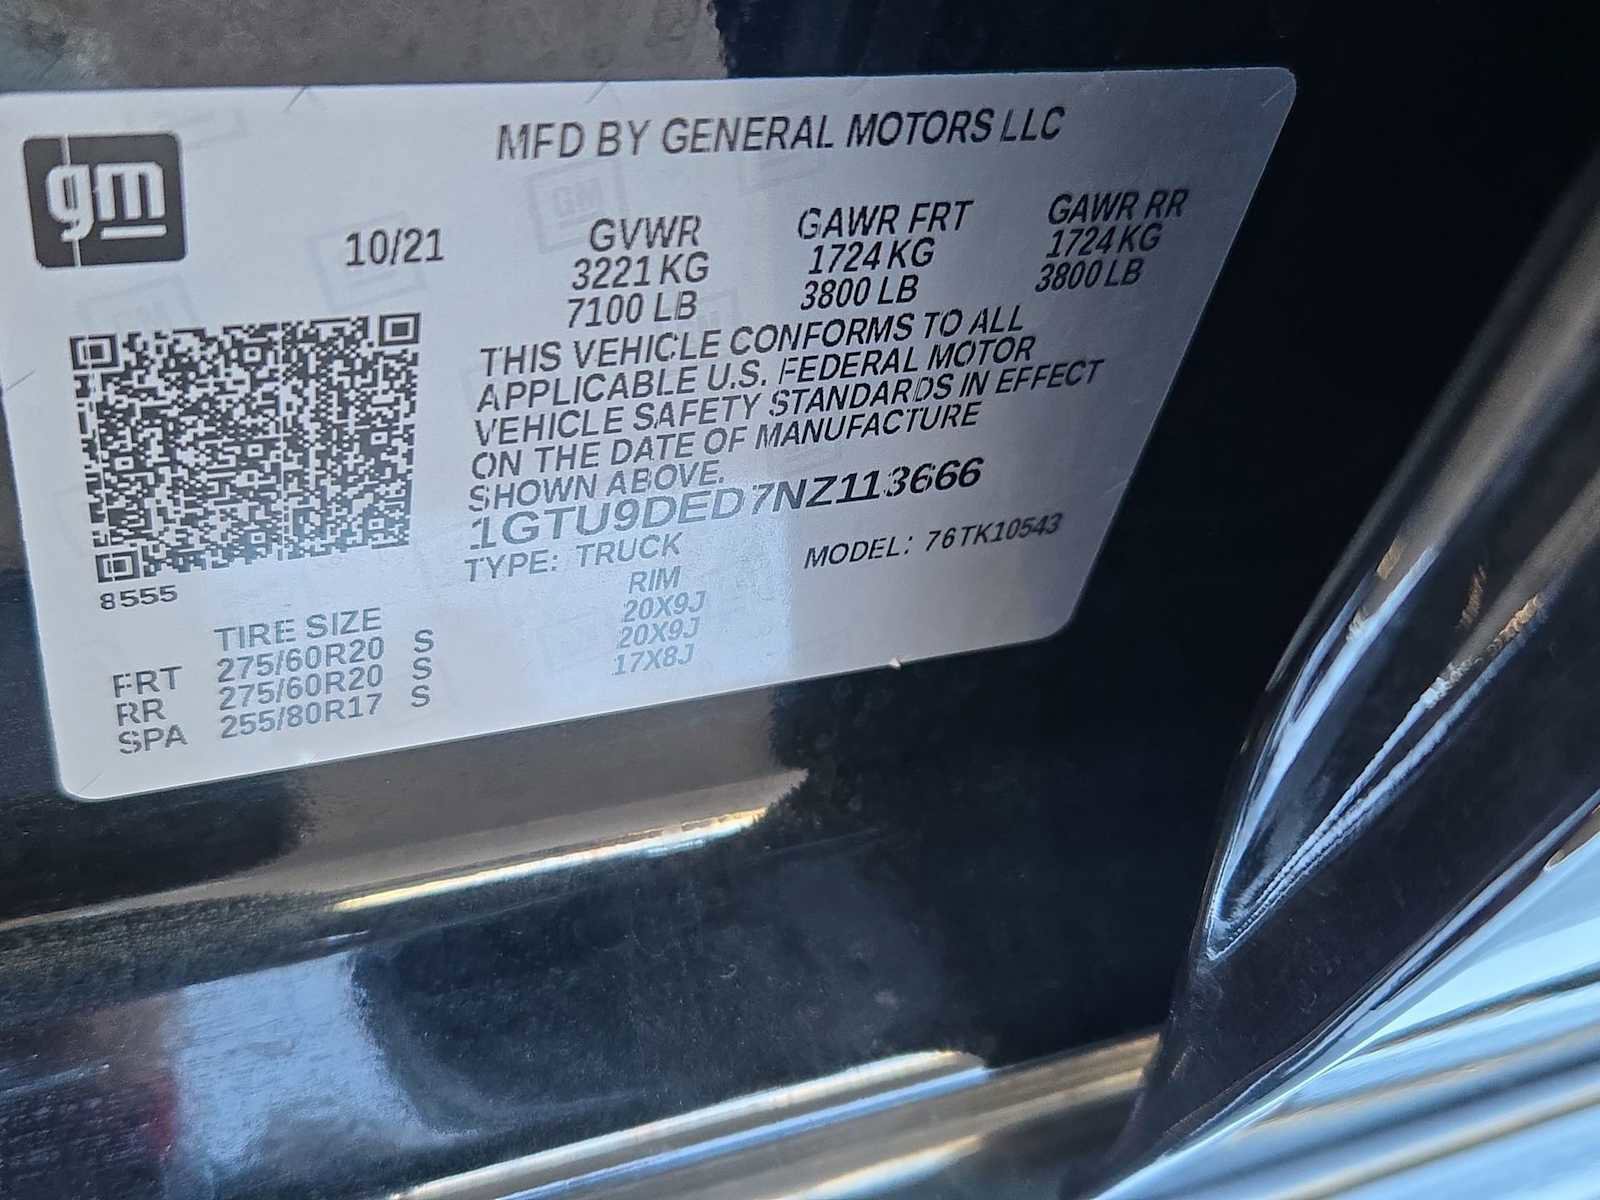 gm
MFD BY GENERAL MOTORS LLC
10/21
GVWR GAWR FRT GAWR RR
3221 KG 1724 KG 1724 KG
7100 LB 3800 LB 3800 LB
THIS VEHICLE CONFORMS TO ALL
APPLICABLE U.S. FEDERAL MOTOR
VEHICLE SAFETY STANDARDS IN EFFECT
ON THE DATE OF MANUFACTURE
SHOWN ABOVE.
1GTU9DED7NZ113666
TYPE: TRUCK MODEL: 76TK10543
8555
TIRE SIZE RIM
FRT 275/60R20 S 20X9J
RR 275/60R20 S 20X9J
SPA 255/80R17 S 17X8J